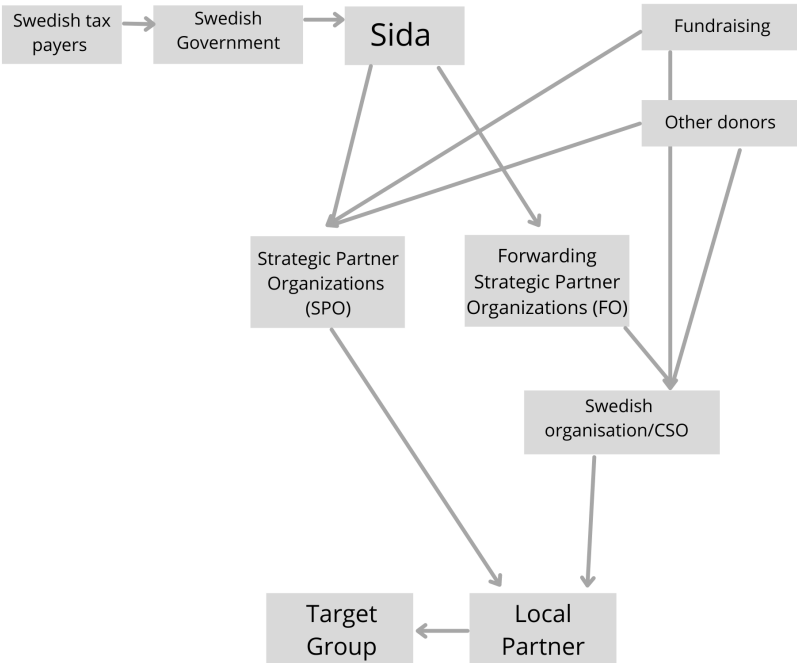 Swedish tax
payers
Swedish
Government
Sida
Fundraising
Other donors
Strategic Partner
Organizations
(SPO)
Forwarding
Strategic Partner
Organizations (FO)
Swedish
organisation/CSO
Target
Group
Local
Partner